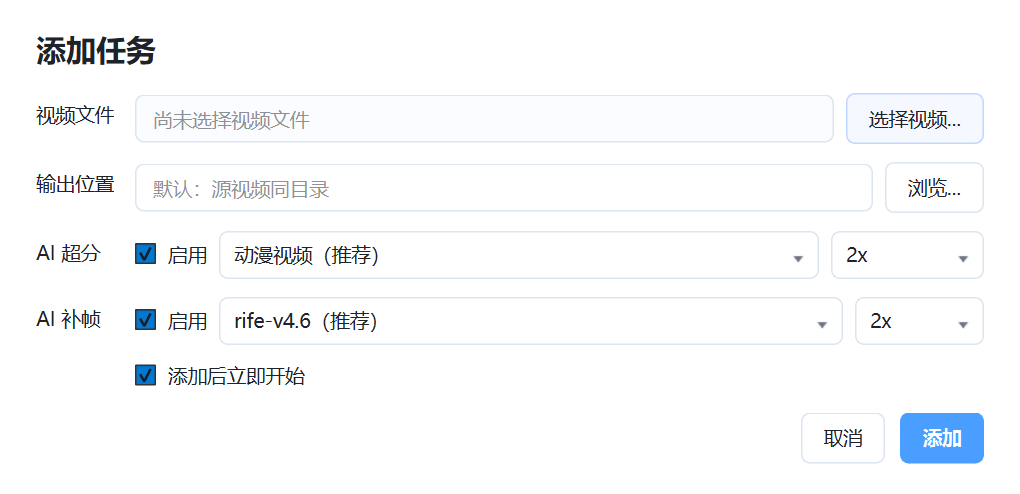 添加任务
视频文件 尚未选择视频文件 选择视频...
输出位置 默认：源视频同目录 浏览...
AI 超分 启用 动漫视频（推荐） 2x
AI 补帧 启用 rife-v4.6（推荐） 2x
添加后立即开始
取消 添加